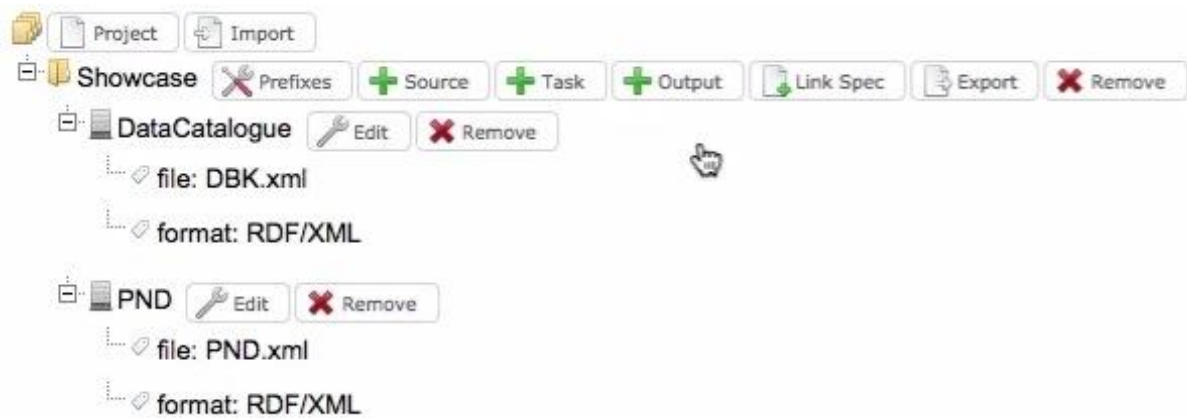 Project Import
Showcase Prefixes Source Task Output Link Spec Export Remove
DataCatalogue Edit Remove
file: DBK.xml
format: RDF/XML
PND Edit Remove
file: PND.xml
format: RDF/XML